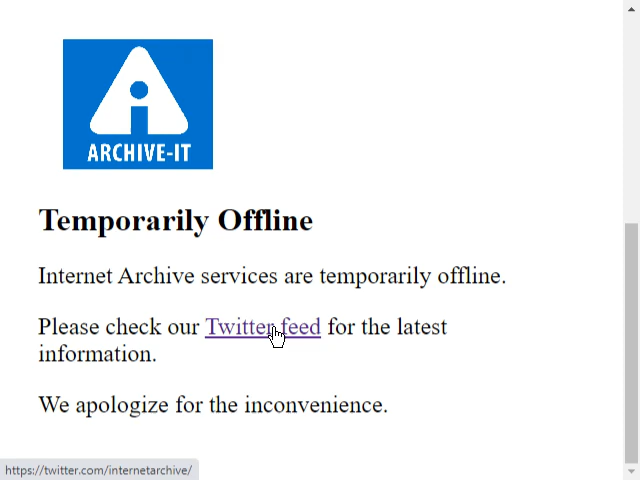 ARCHIVE-IT
Temporarily Offline
Internet Archive services are temporarily offline.
Please check our Twitter feed for the latest
information.
We apologize for the inconvenience.
https://twitter.com/internetarchive/